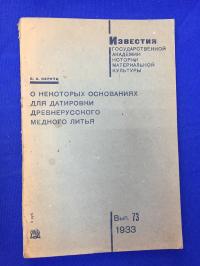 ИЗВЕСТИЯ
ГОСУДАРСТВЕННОЙ
АКАДЕМИИ
ИСТОРИИ
МАТЕРИАЛЬНОЙ
КУЛЬТУРЫ
О НЕКОТОРЫХ ОСНОВАНИЯХ
ДЛЯ ДАТИРОВКИ
ДРЕВНЕРУССКОГО
МЕДНОГО ЛИТЬЯ
Вып. 73
1933